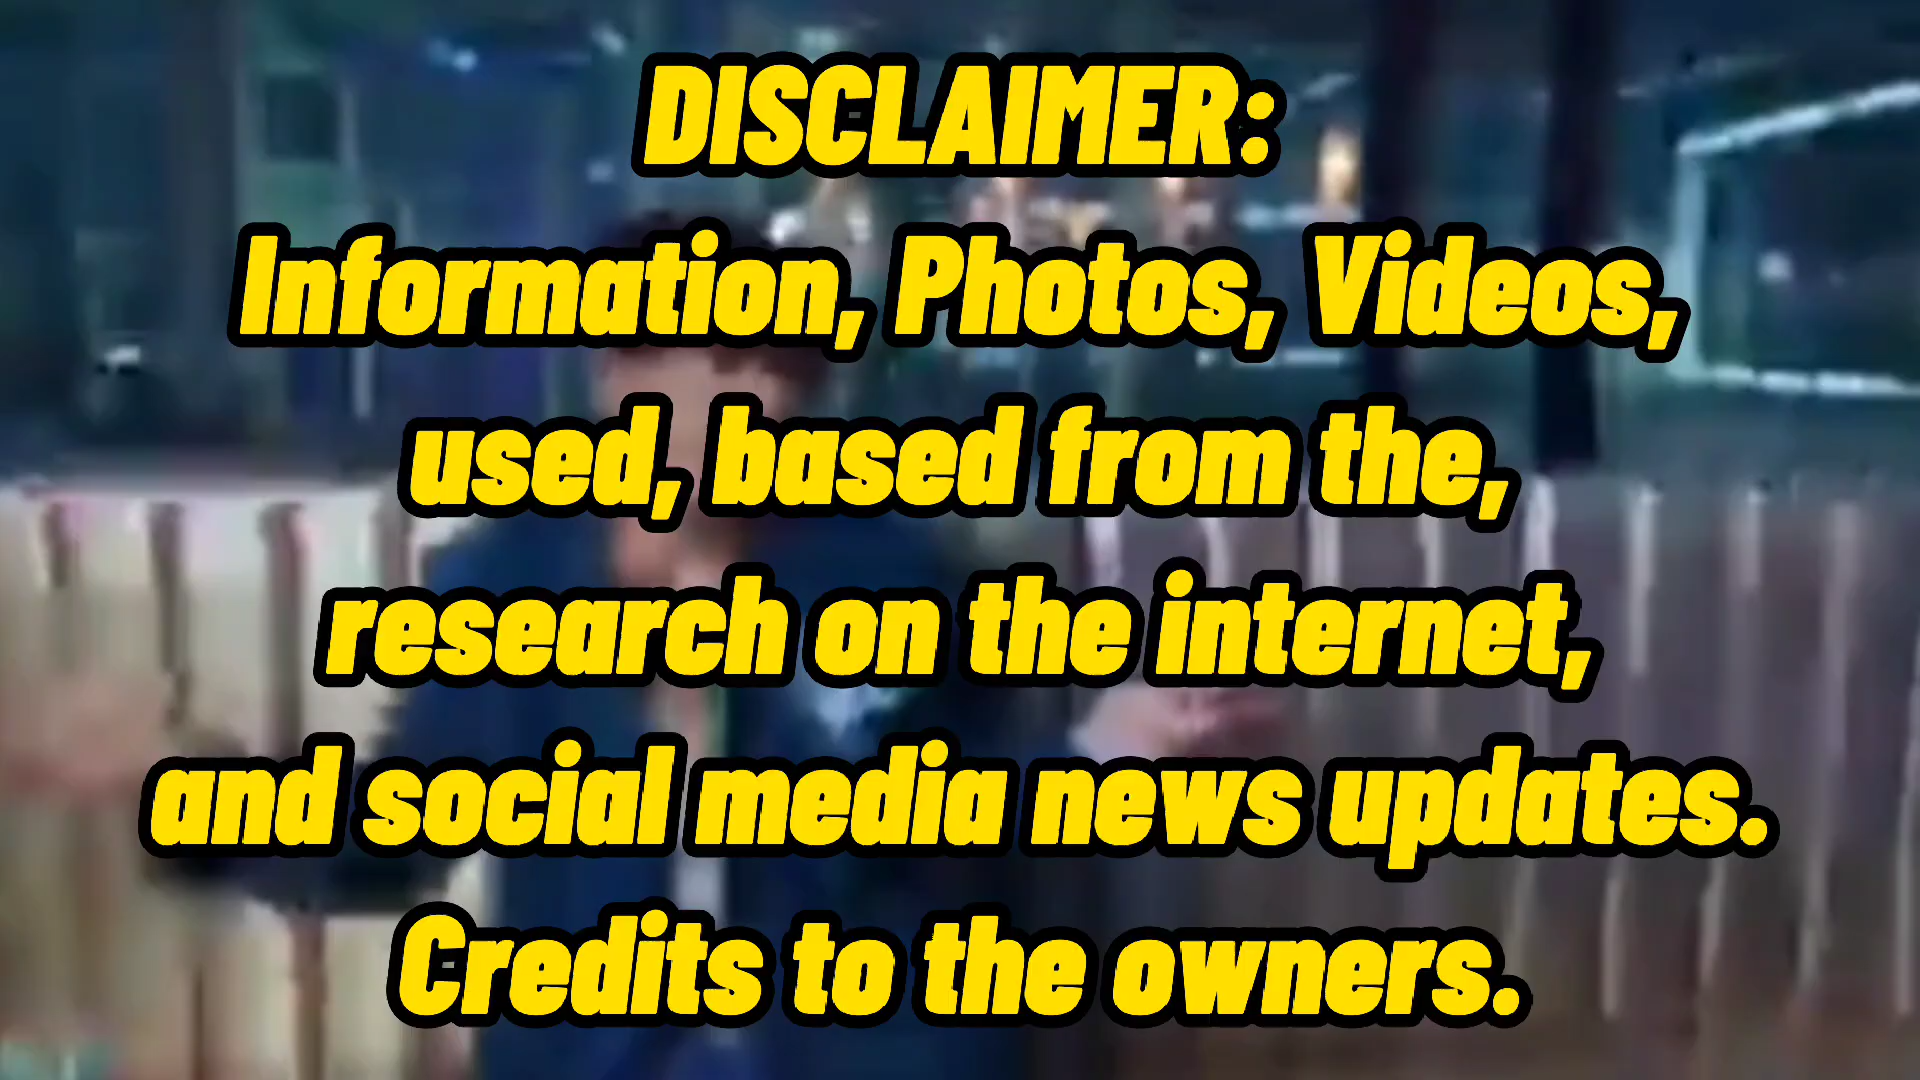 DISCLAIMER:
Information, Photos, Videos,
used, based from the,
research on the internet,
and social media news updates.
Credits to the owners.